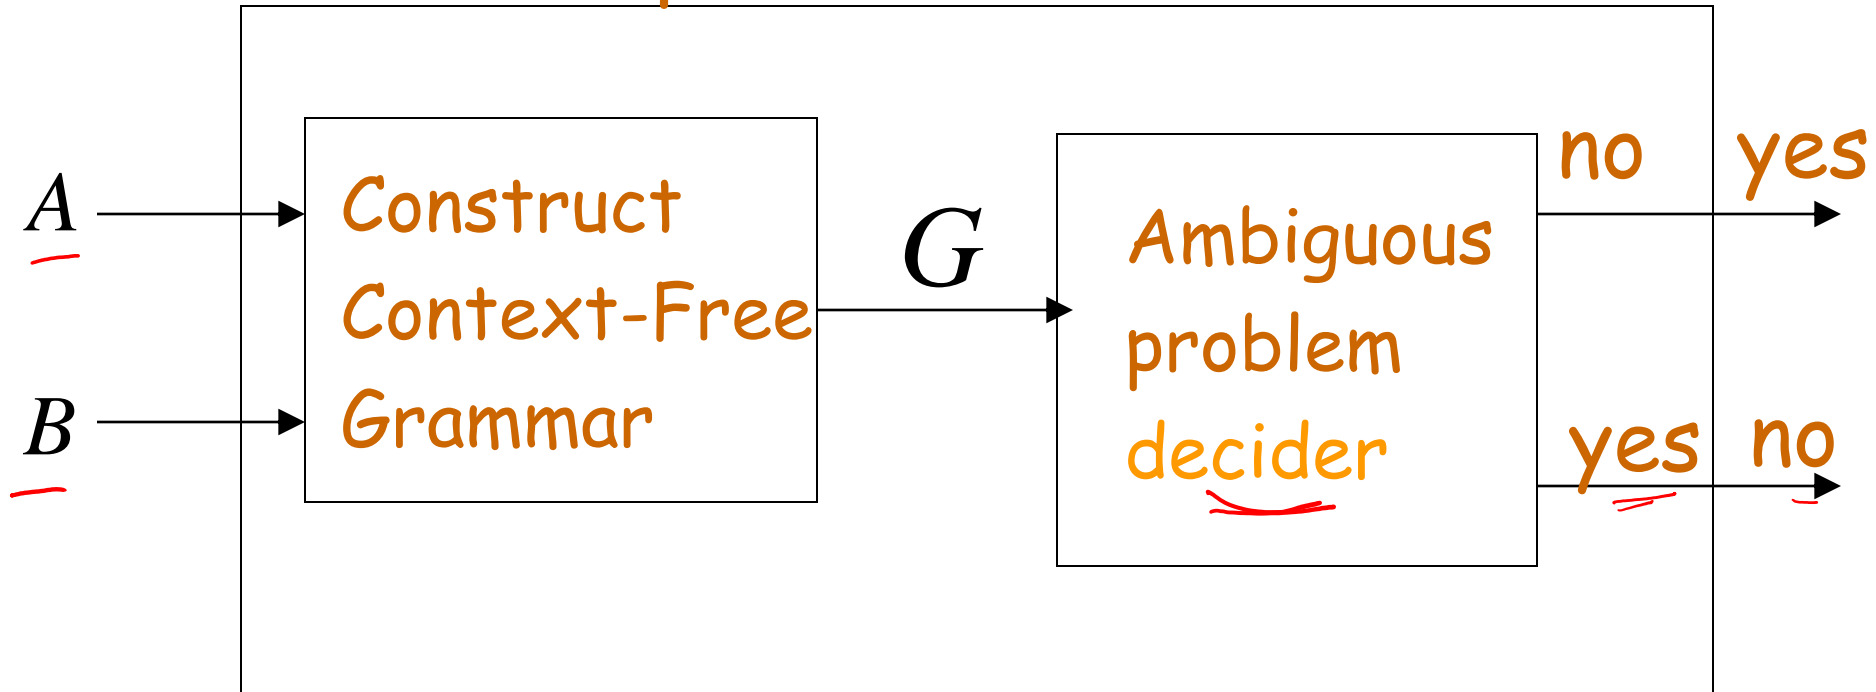 A
B
Construct
Context-Free
Grammar
G
Ambiguous
problem
decider
no yes
yes no